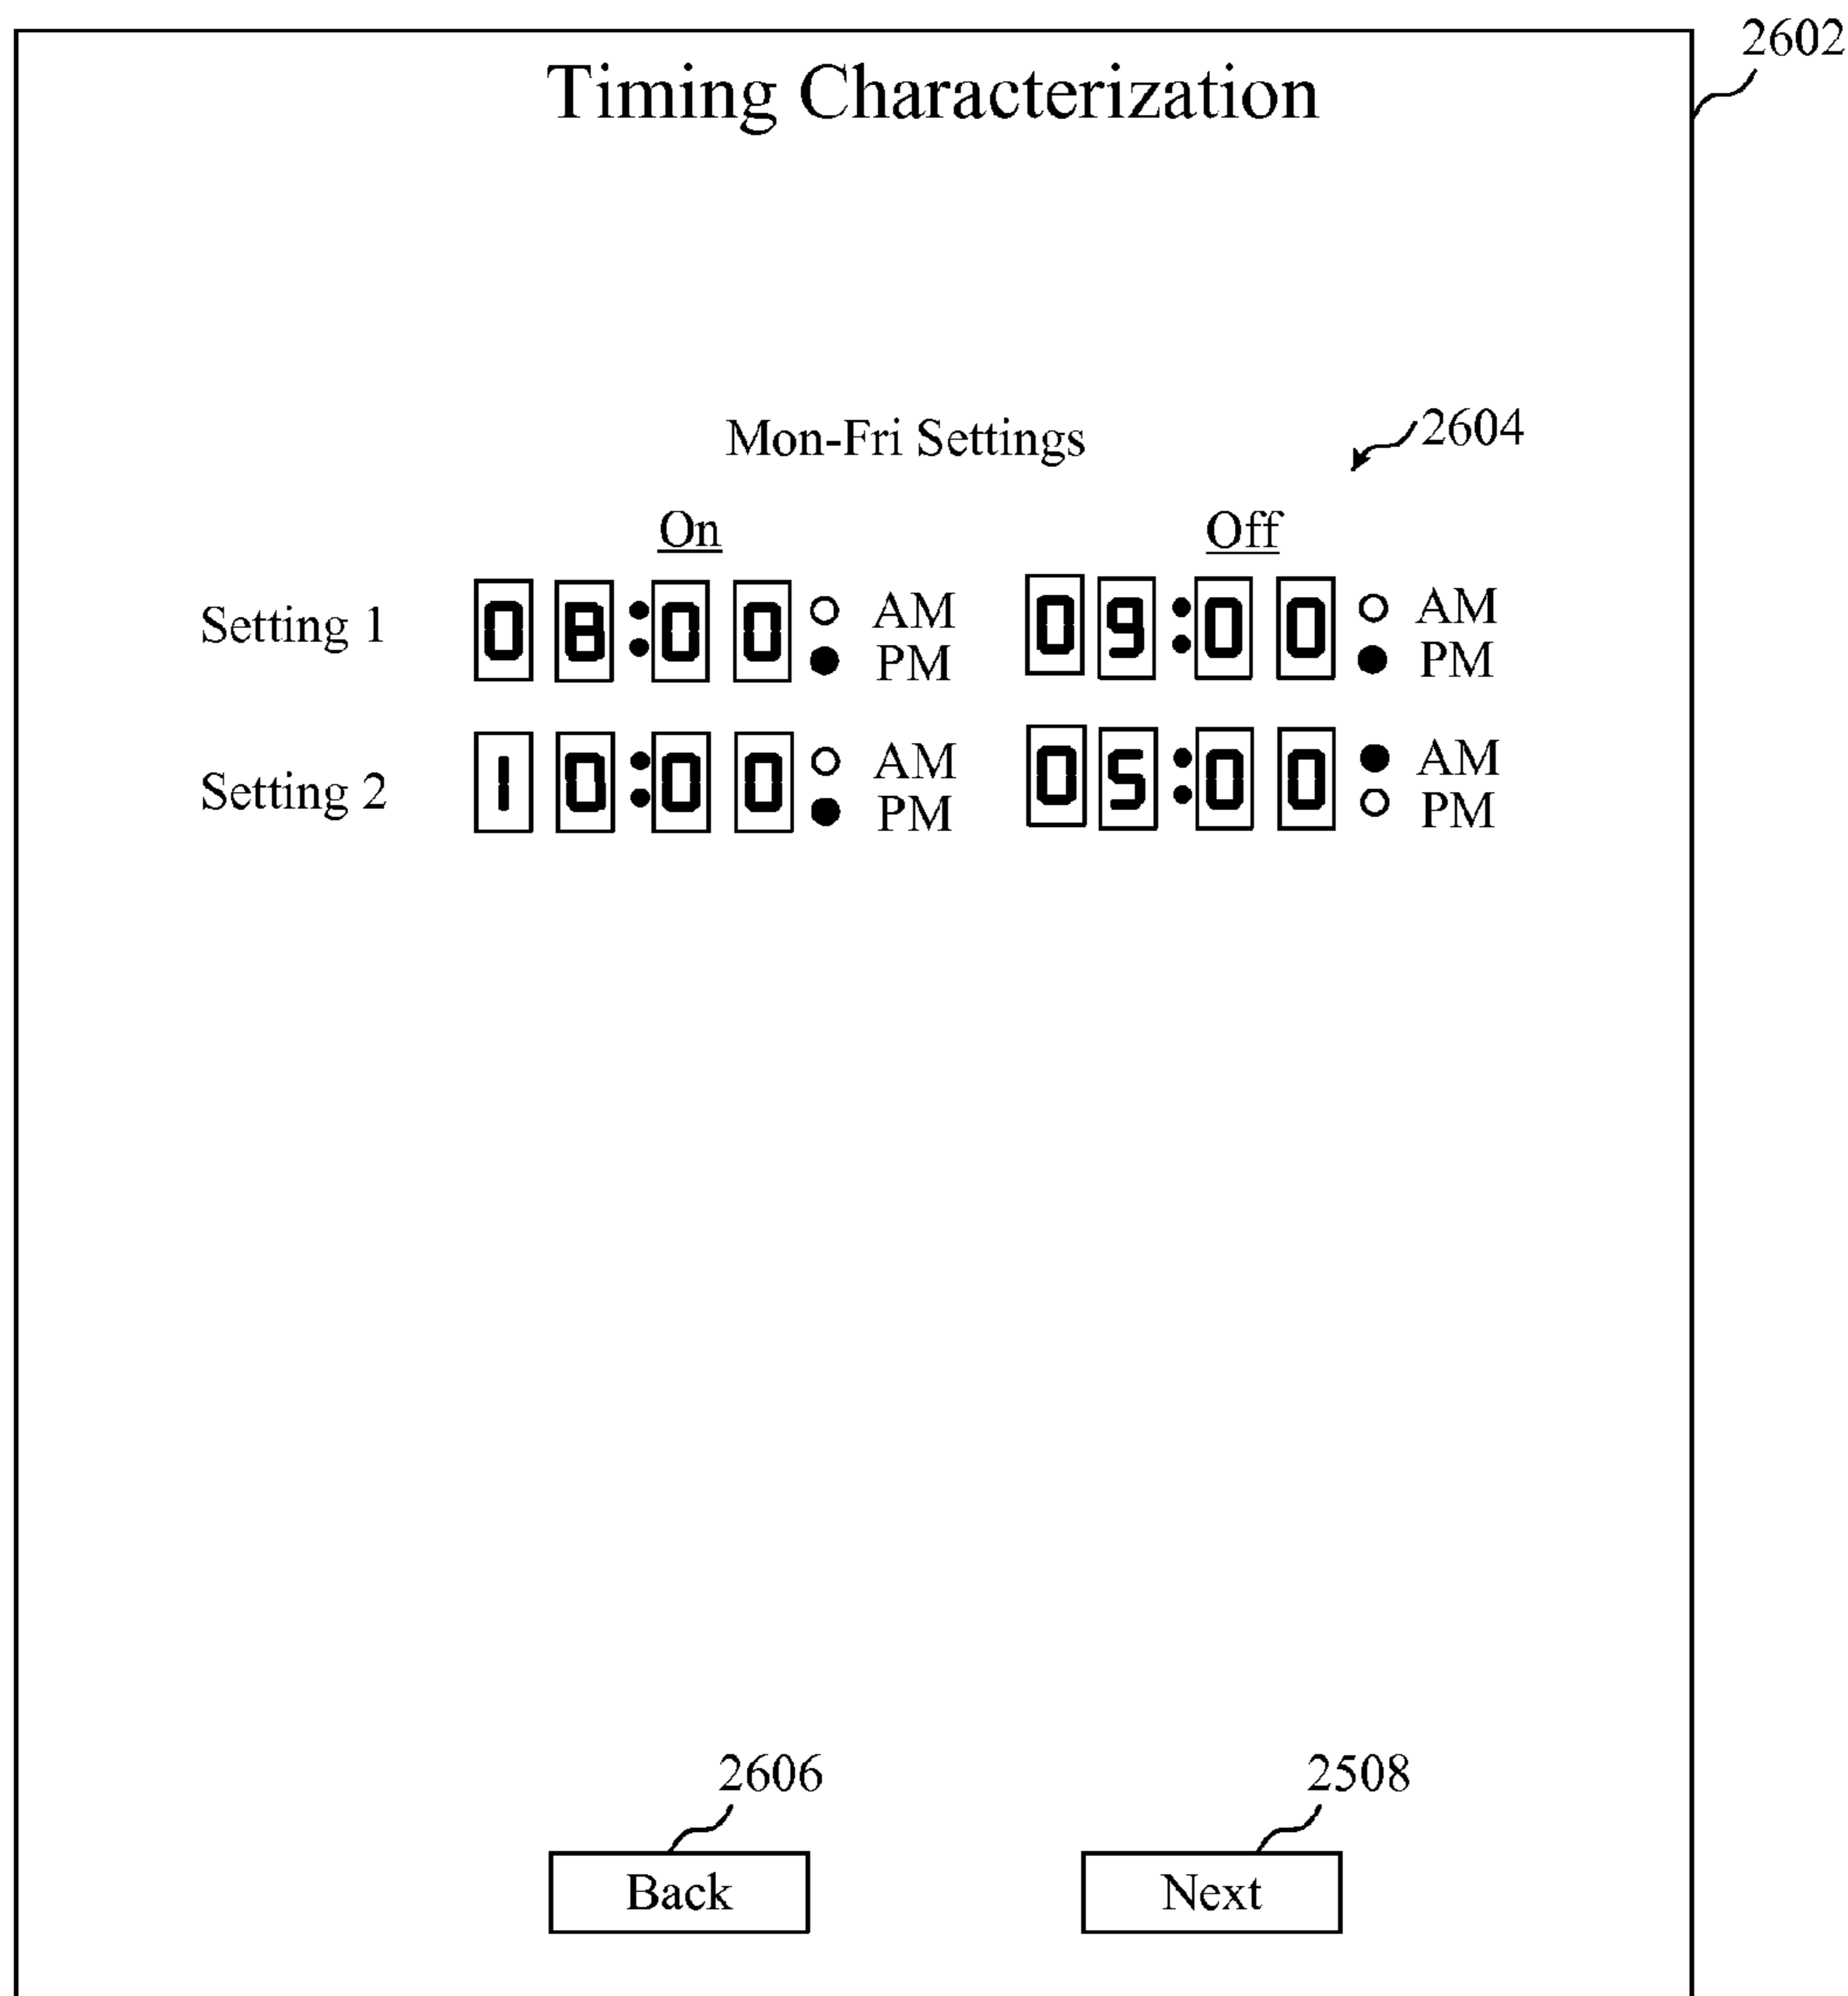 2602
Timing Characterization
Mon-Fri Settings
2604
On Off
Setting 1 08:00 AM PM 09:00 AM PM
Setting 2 10:00 AM PM 05:00 AM PM
2606 2508
Back Next